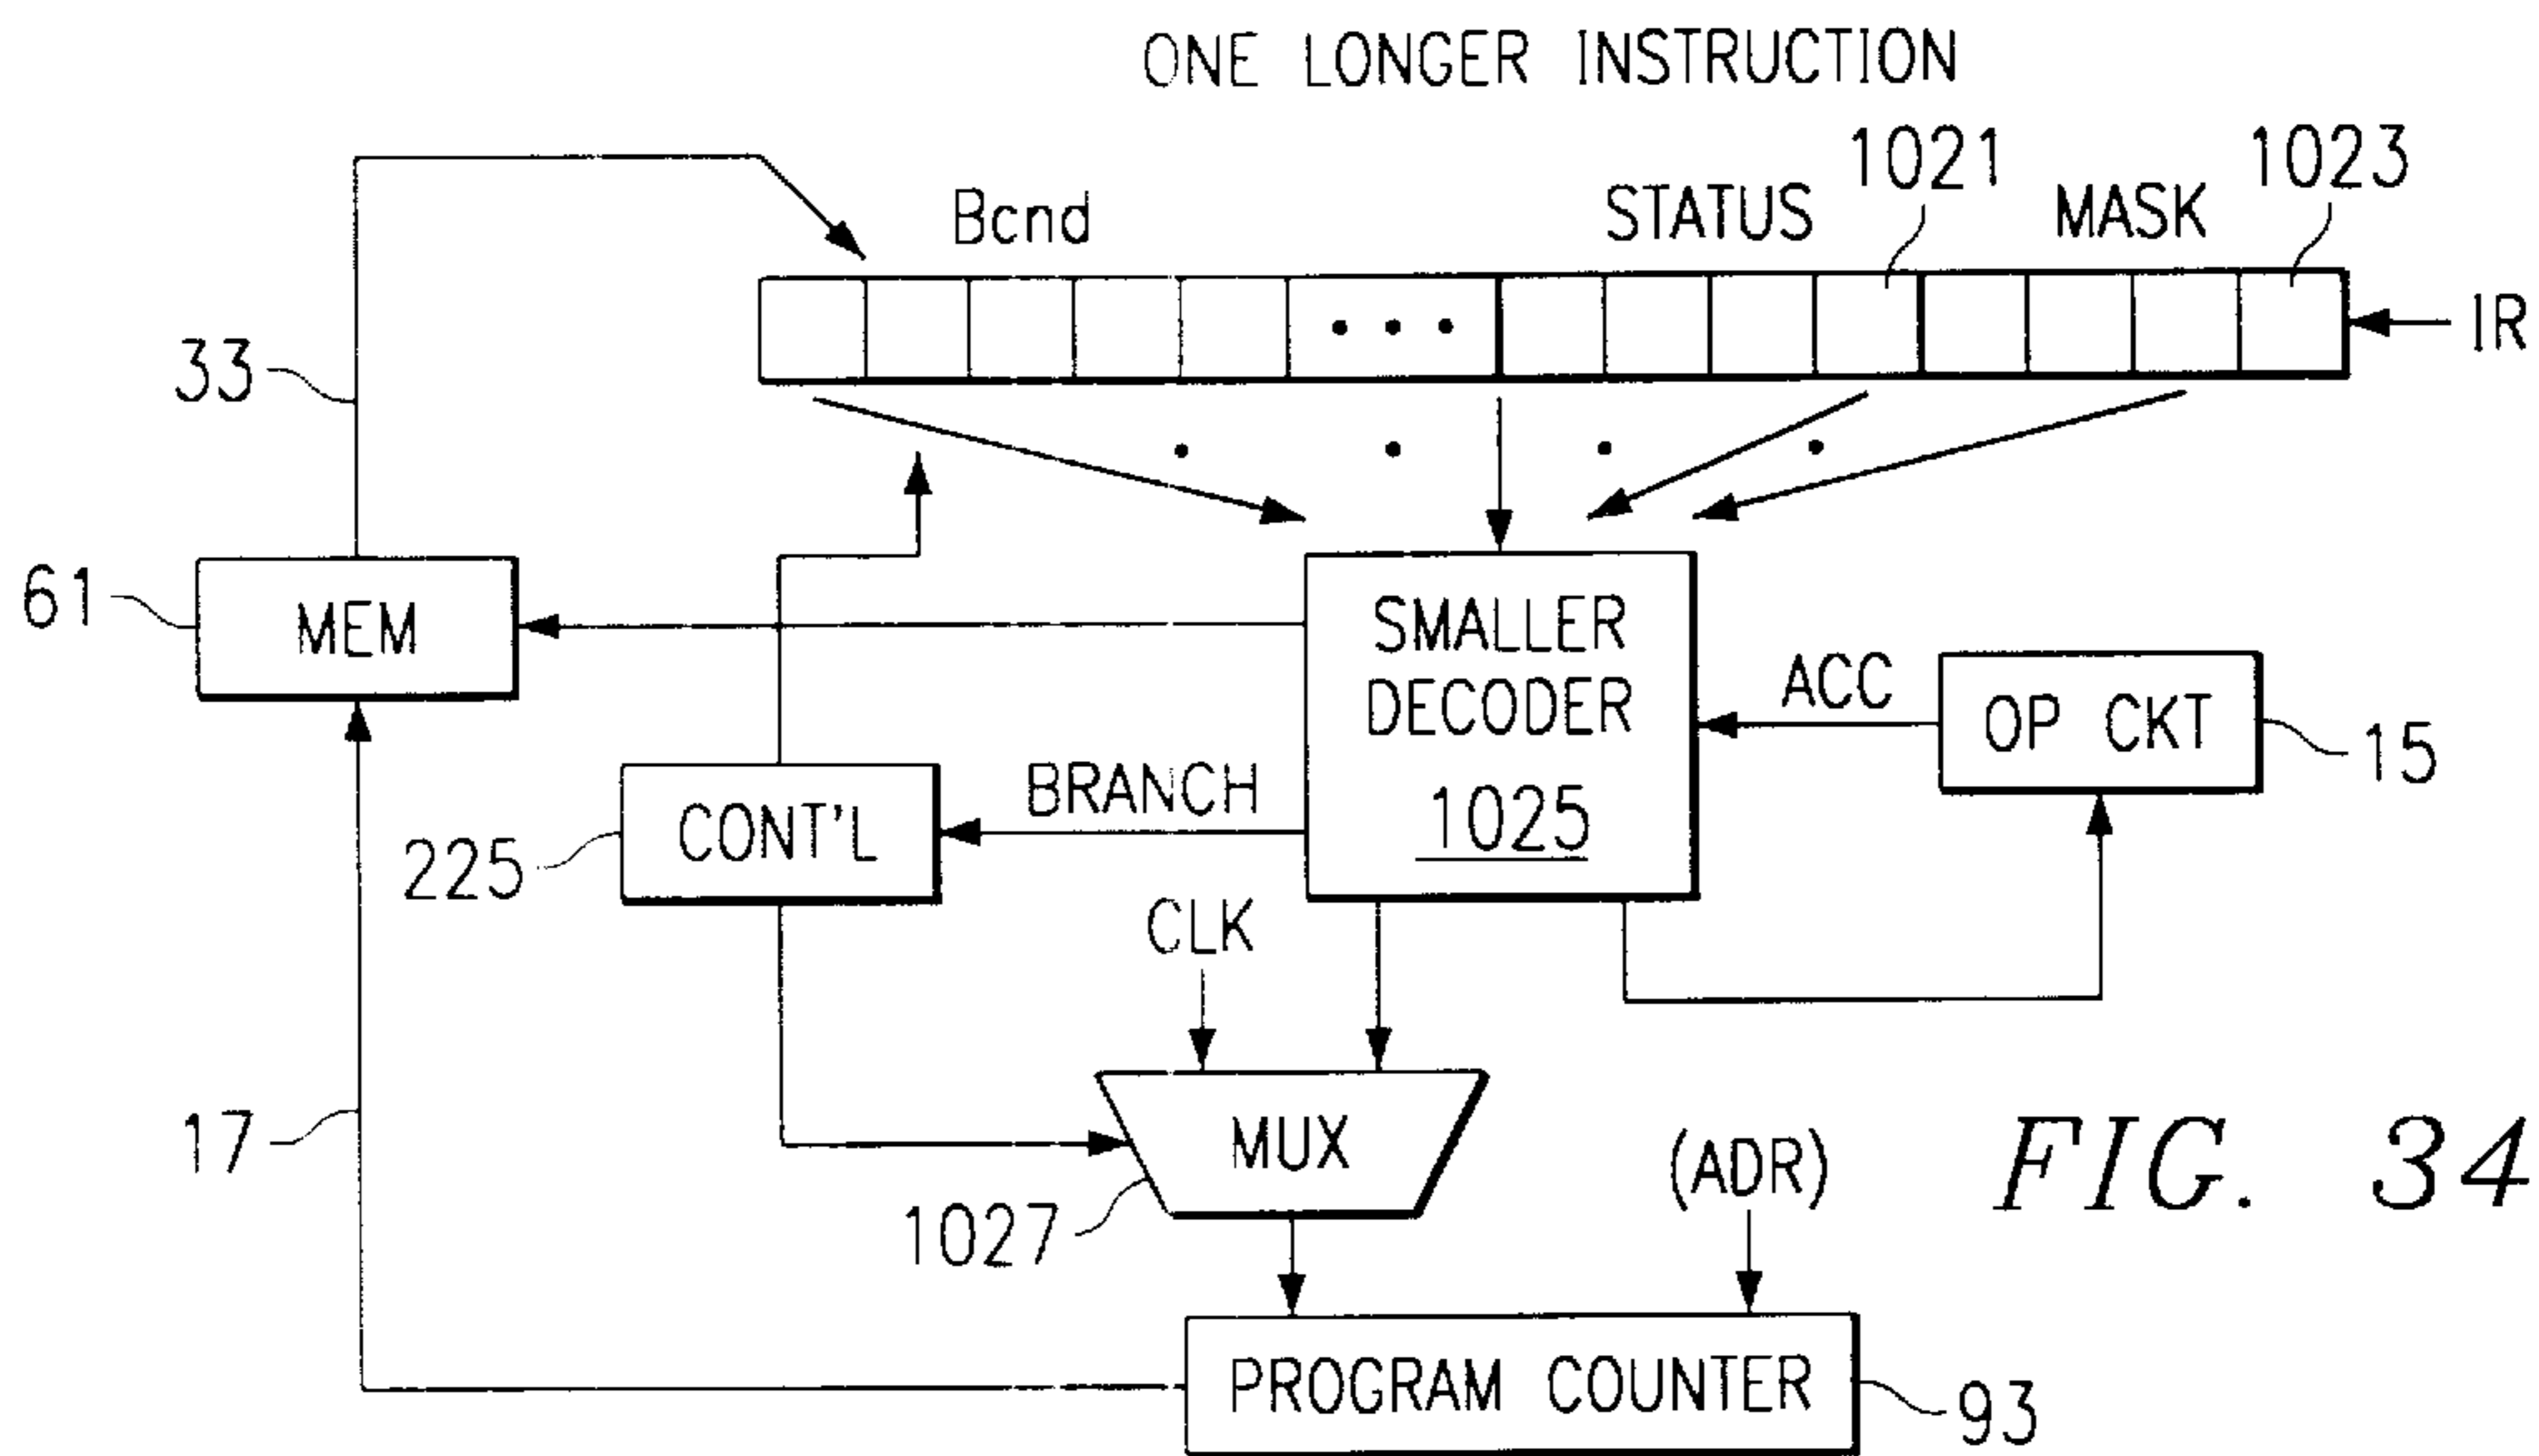 ONE LONGER INSTRUCTION
1021
1023
Bcnd
STATUS
MASK
• • •
IR
33
61
MEM
SMALLER
DECODER
1025
ACC
OP CKT
15
CONT'L
BRANCH
225
CLK
17
MUX
1027
(ADR)
FIG. 34
PROGRAM COUNTER
93